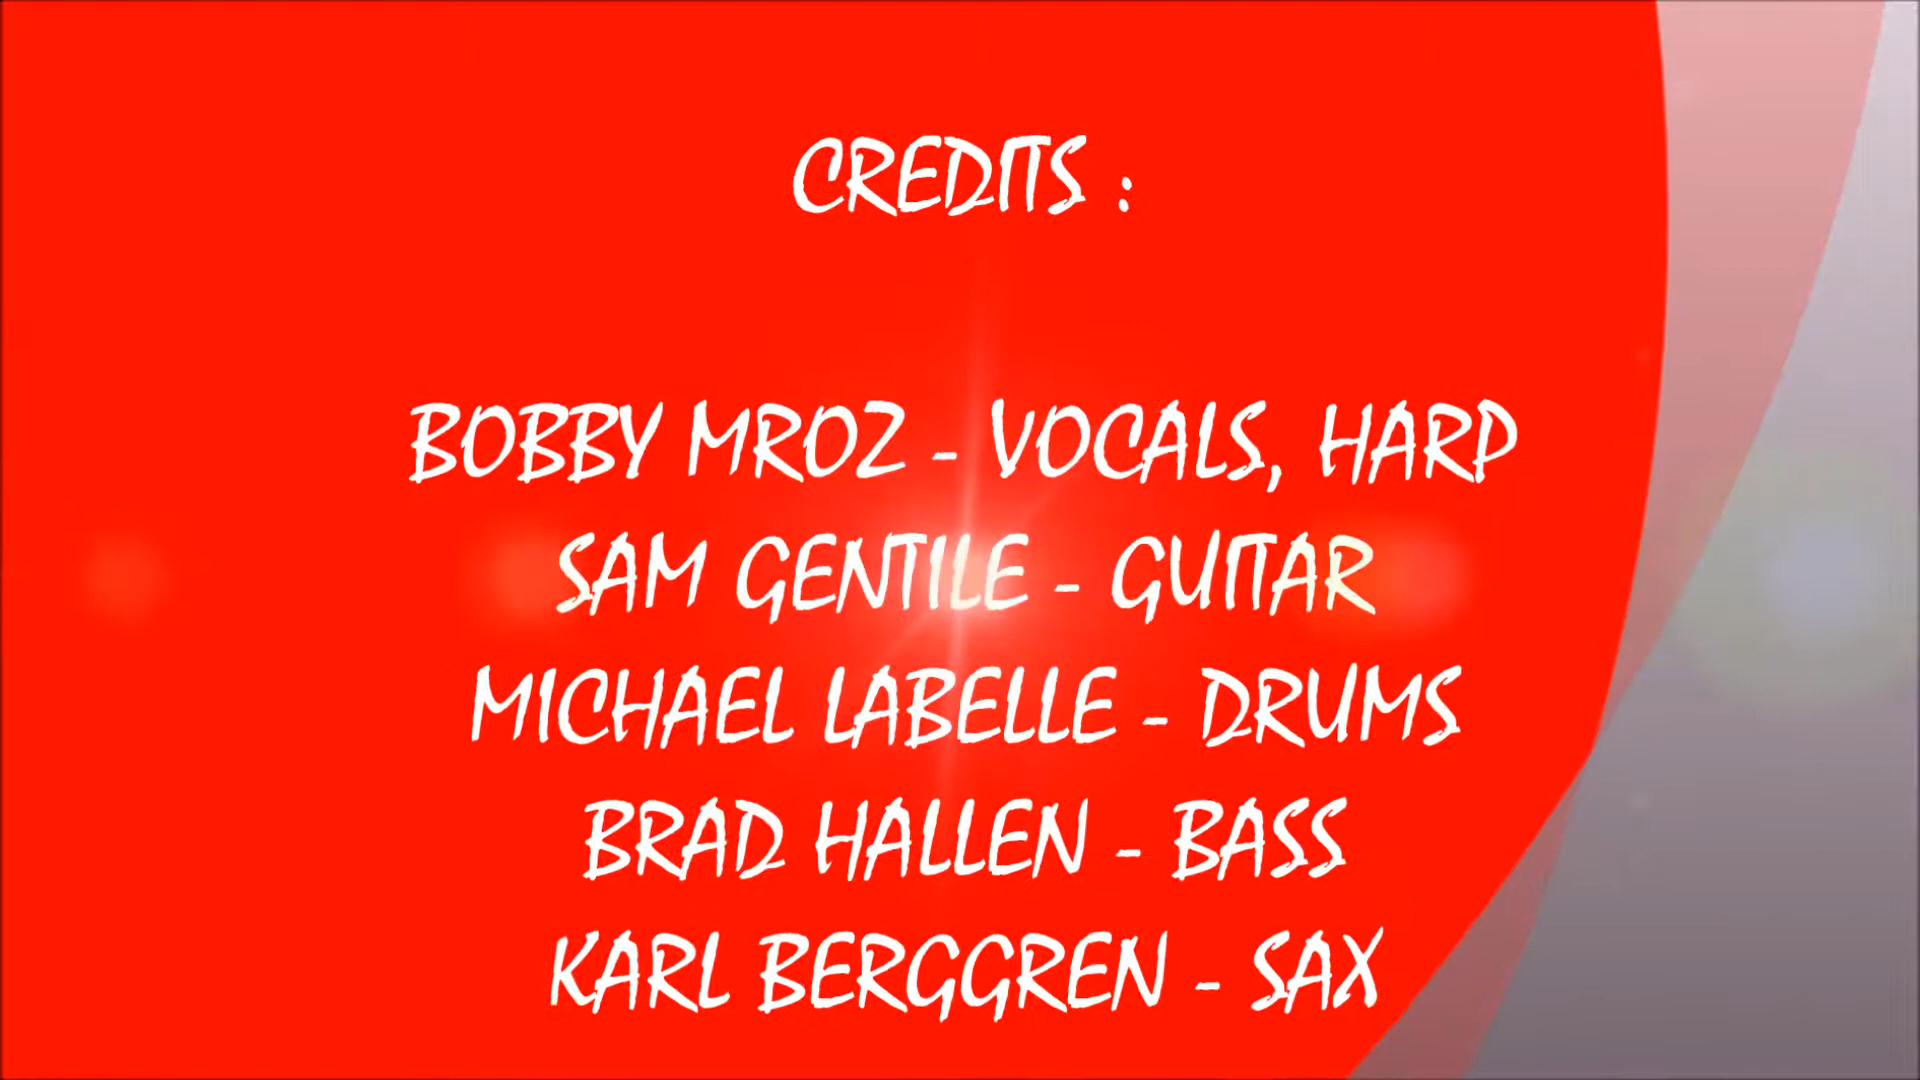 CREDITS :
BOBBY MROZ - VOCALS, HARP
SAM GENTILE - GUITAR
MICHAEL LABELLE - DRUMS
BRAD HALLEN - BASS
KARL BERGGREN - SAX